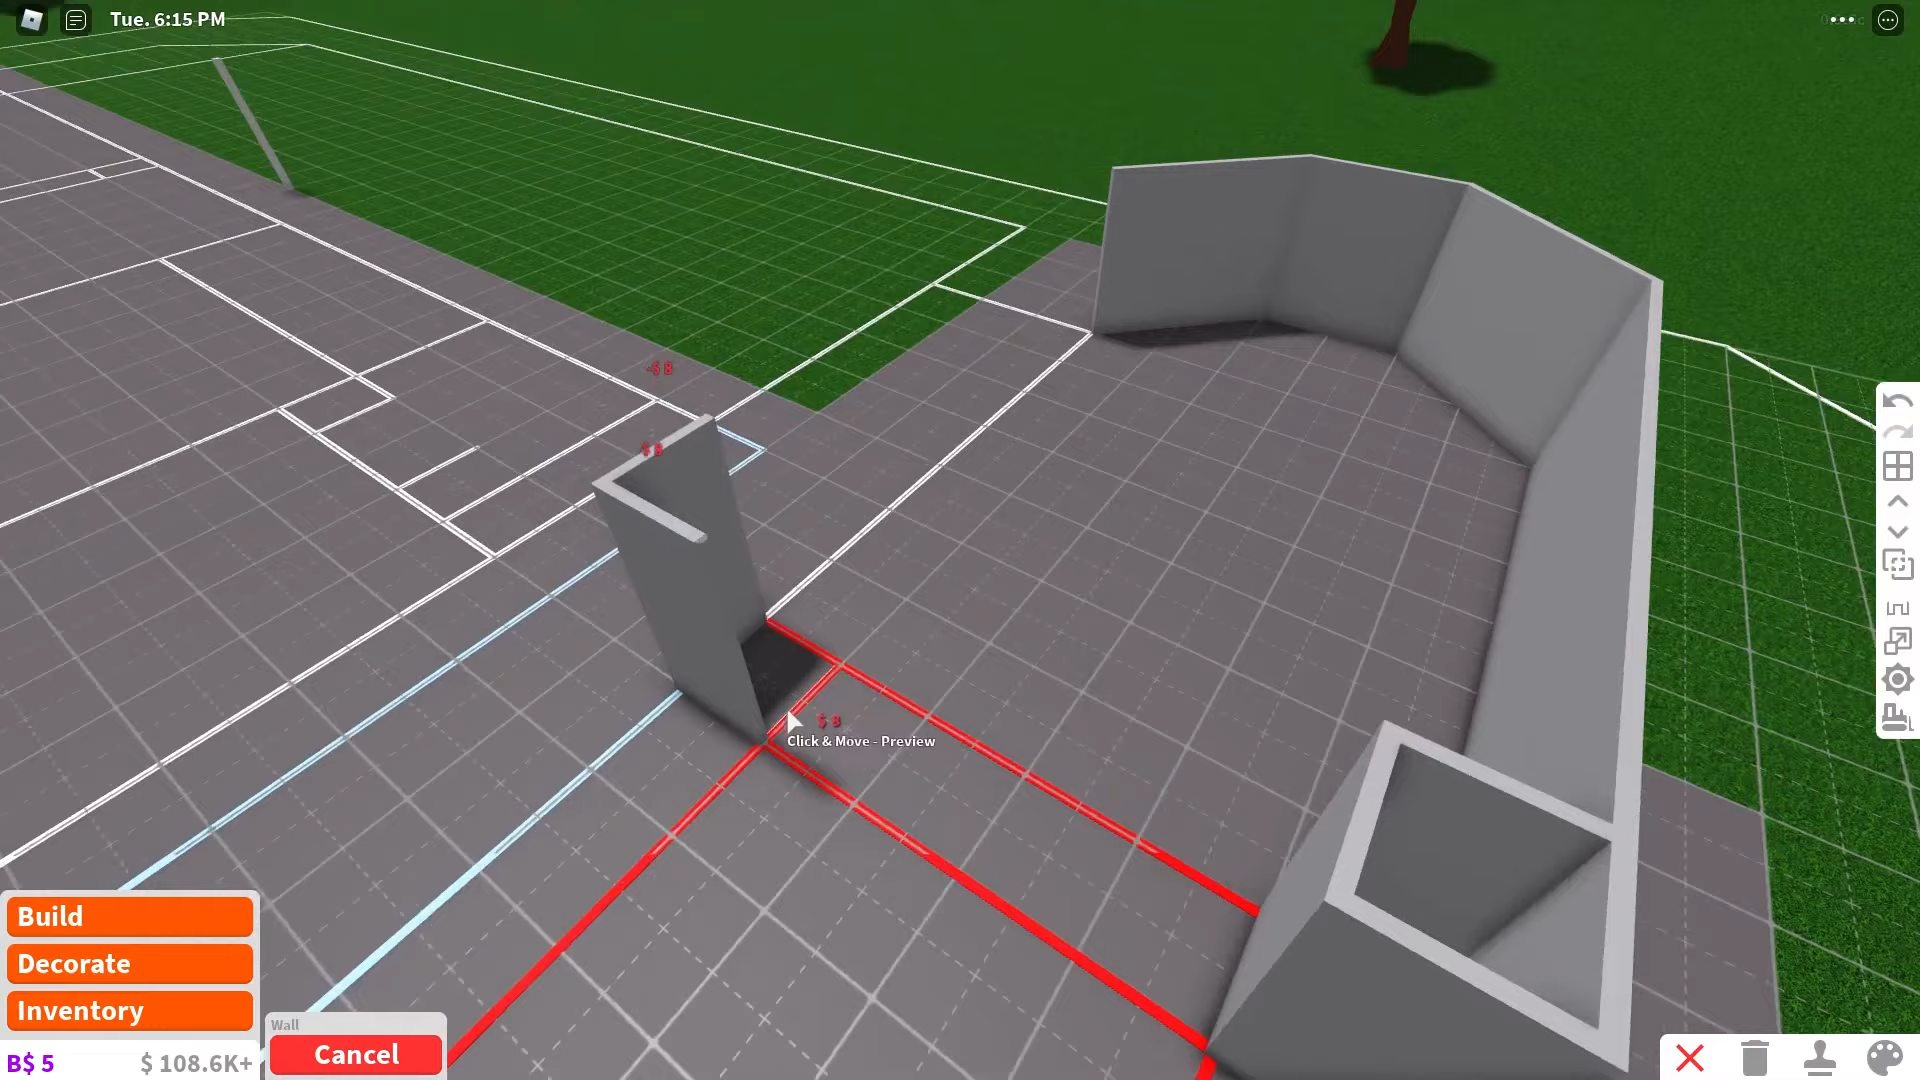 Tue. 6:15 PM
-$ 8
$ 8
$ 8
Click & Move - Preview
Build
Decorate
Inventory
B$ 5
$ 108.6K+
Wall
Cancel